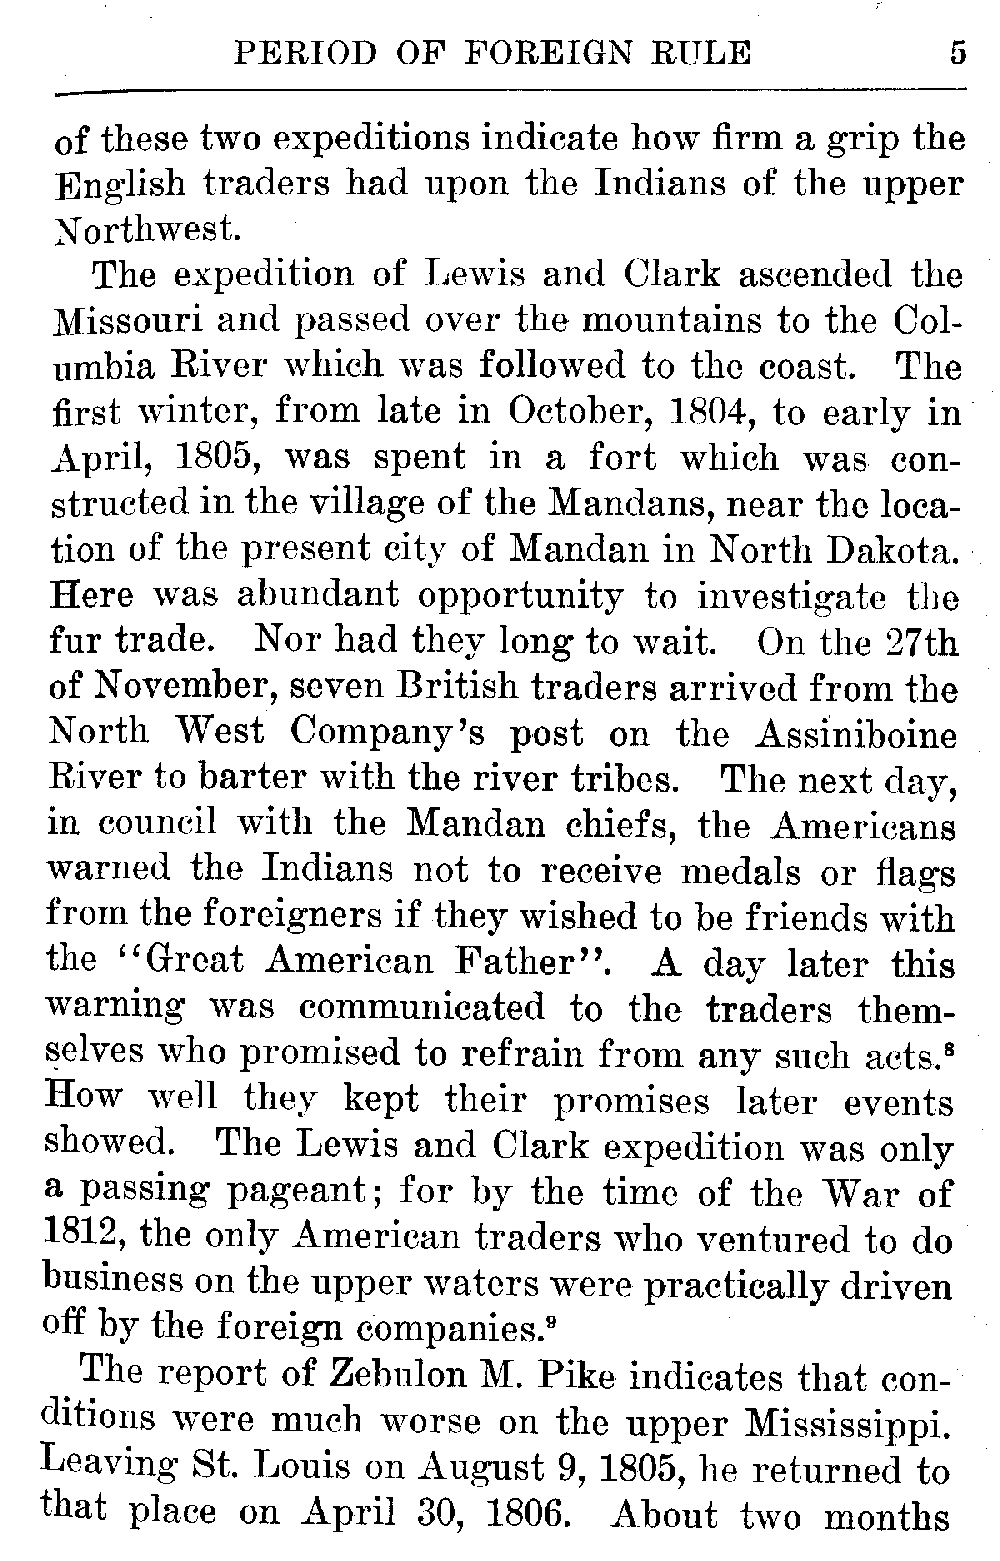 PERIOD OF FOREIGN RULE 5
of these two expeditions indicate how firm a grip the
English traders had upon the Indians of the upper
Northwest.
The expedition of Lewis and Clark ascended the
Missouri and passed over the mountains to the Col-
umbia River which was followed to the coast. The
first winter, from late in October, 1804, to early in
April, 1805, was spent in a fort which was con-
structed in the village of the Mandans, near the loca-
tion of the present city of Mandan in North Dakota.
Here was abundant opportunity to investigate the
fur trade. Nor had they long to wait. On the 27th
of November, seven British traders arrived from the
North West Company's post on the Assiniboine
River to barter with the river tribes. The next day,
in council with the Mandan chiefs, the Americans
warned the Indians not to receive medals or flags
from the foreigners if they wished to be friends with
the "Great American Father". A day later this
warning was communicated to the traders them-
selves who promised to refrain from any such acts.⁸
How well they kept their promises later events
showed. The Lewis and Clark expedition was only
a passing pageant; for by the time of the War of
1812, the only American traders who ventured to do
business on the upper waters were practically driven
off by the foreign companies.⁹
The report of Zebulon M. Pike indicates that con-
ditions were much worse on the upper Mississippi.
Leaving St. Louis on August 9, 1805, he returned to
that place on April 30, 1806. About two months